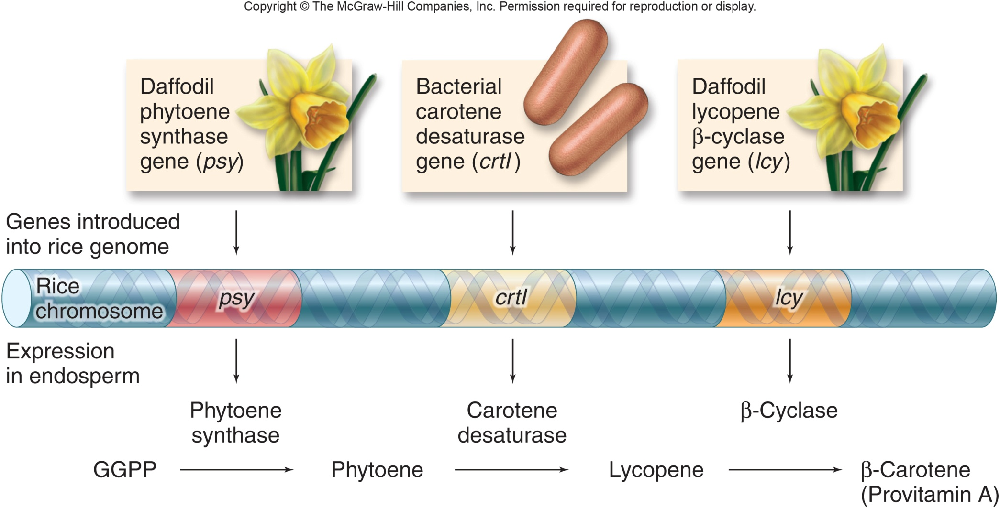 Copyright © The McGraw-Hill Companies, Inc. Permission required for reproduction or display.
Daffodil
phytoene
synthase
gene (psy)
Bacterial
carotene
desaturase
gene (crtI)
Daffodil
lycopene
β-cyclase
gene (lcy)
Genes introduced
into rice genome
Rice
chromosome
psy
crtI
lcy
Expression
in endosperm
Phytoene
synthase
Carotene
desaturase
β-Cyclase
GGPP
Phytoene
Lycopene
β-Carotene
(Provitamin A)